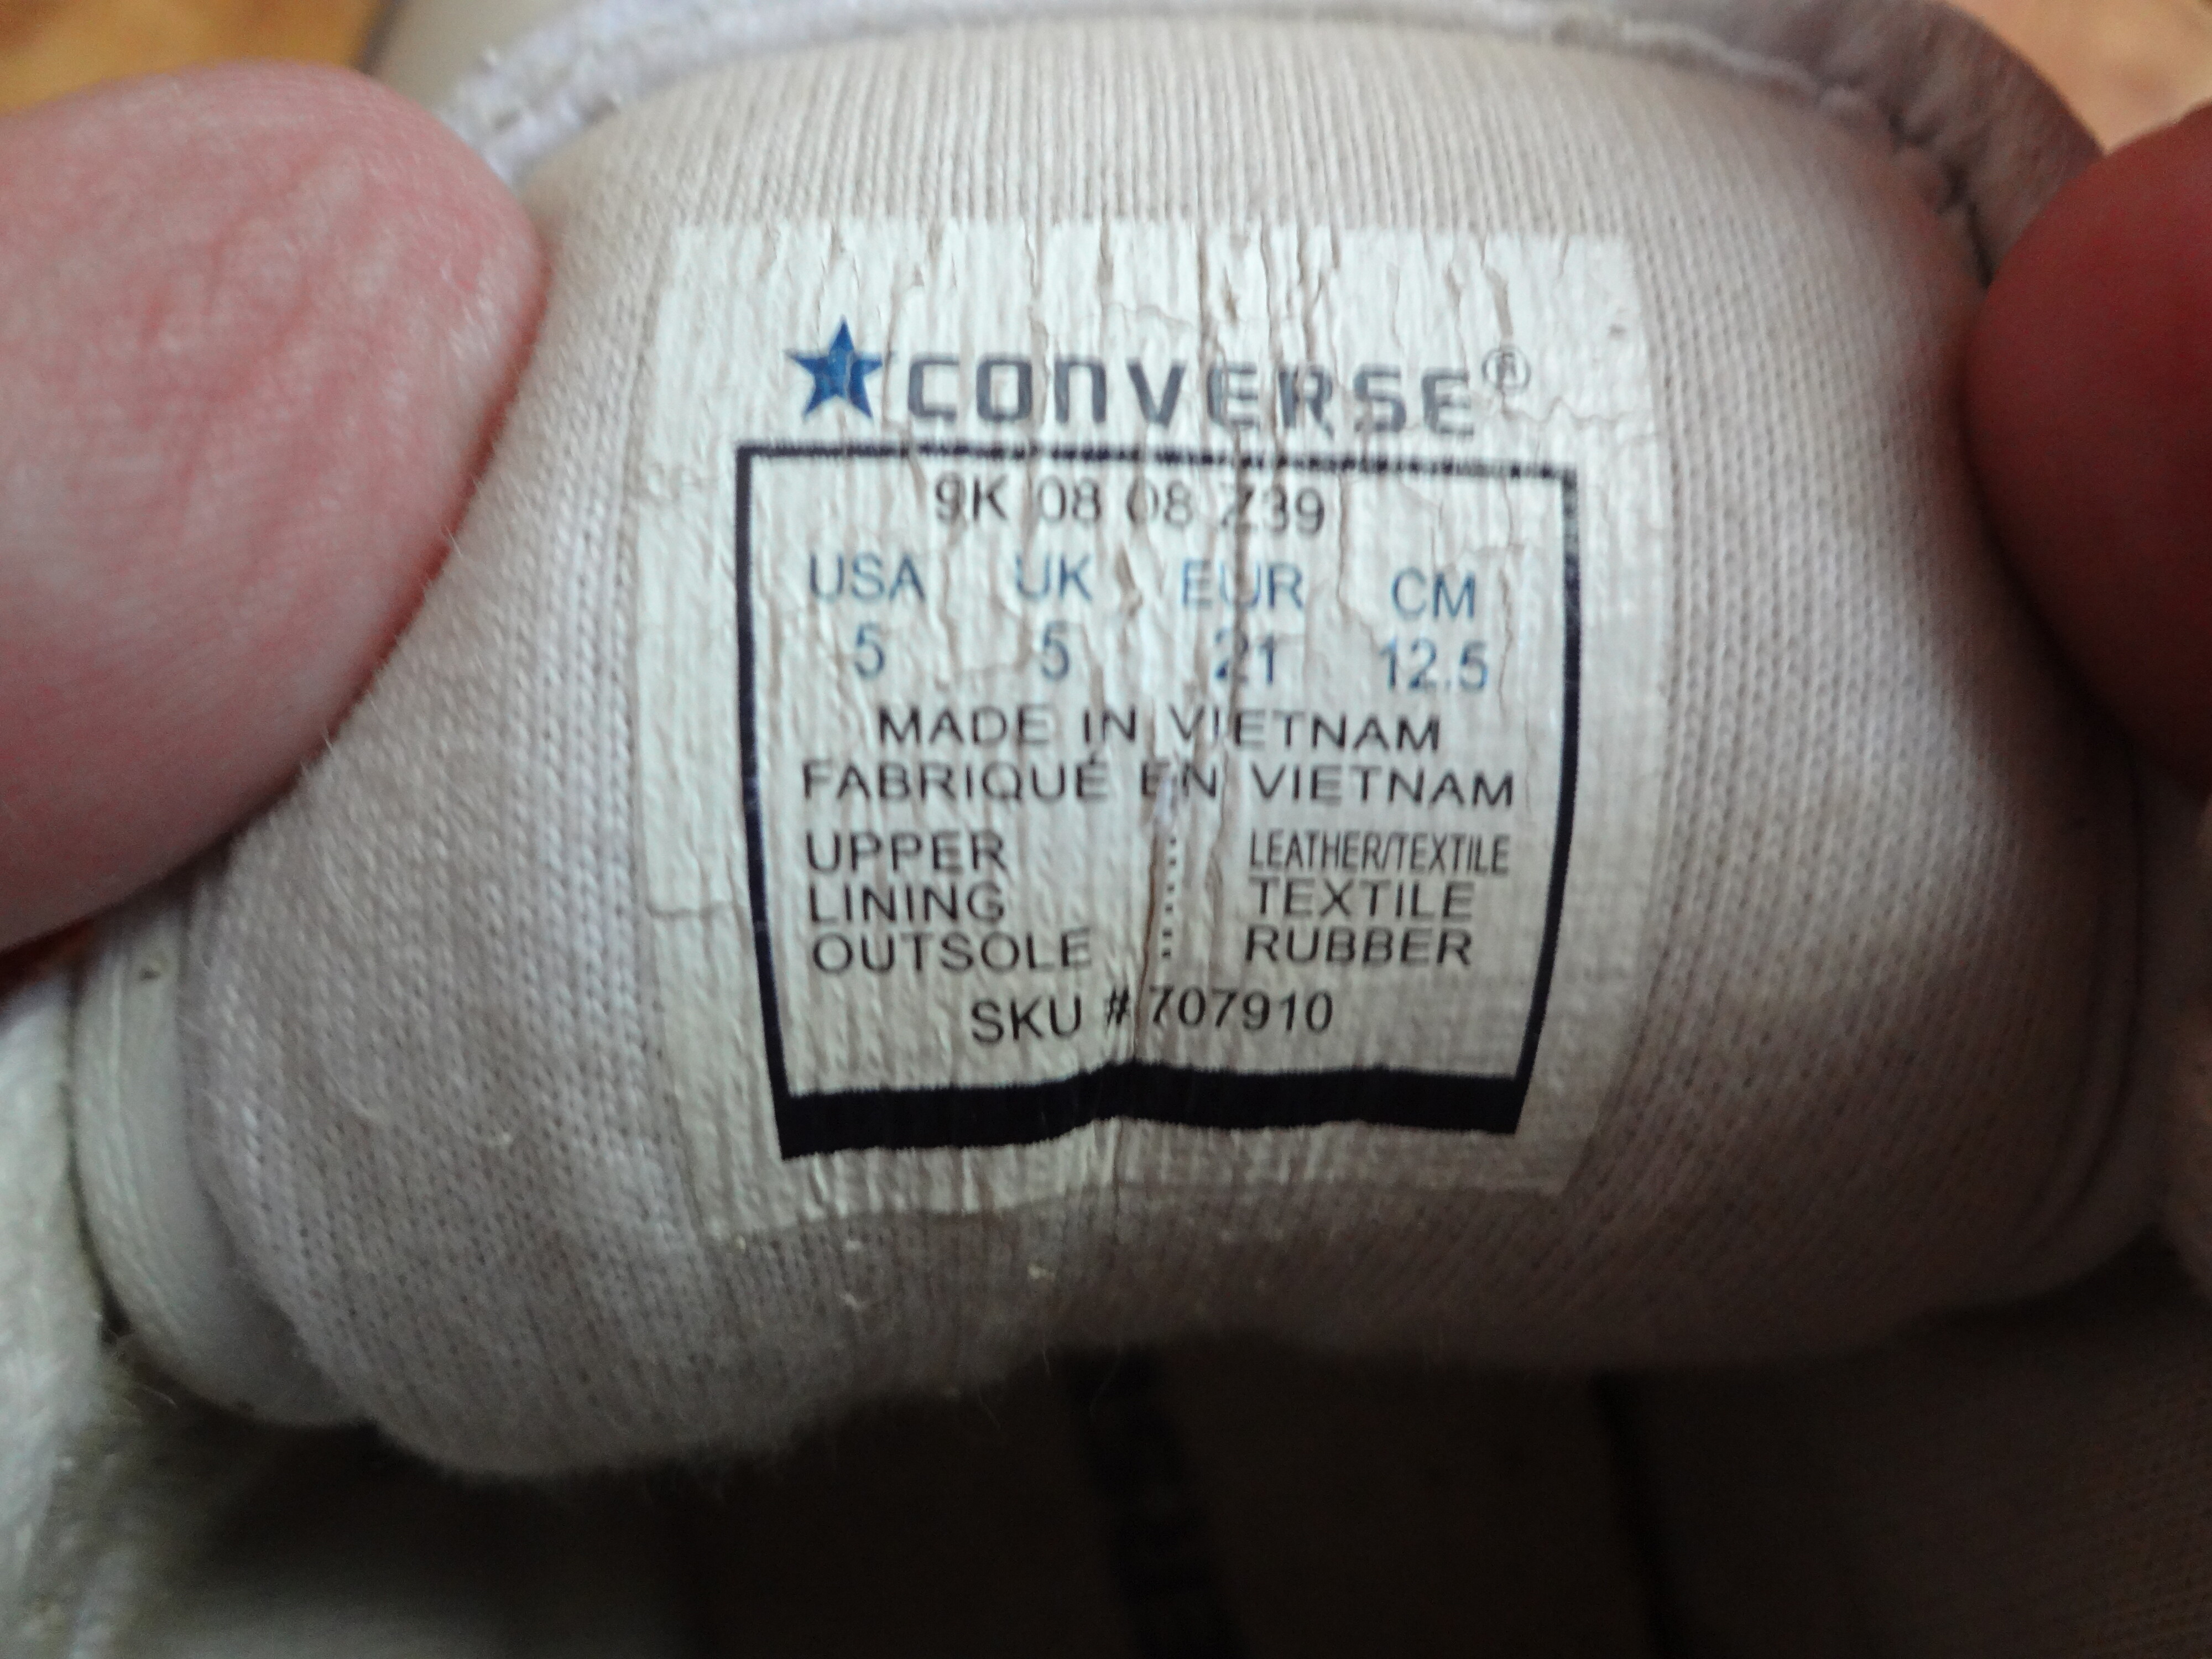 CONVERSE®
9K 08 08 Z39
USA UK EUR CM
5 5 21 12.5
MADE IN VIETNAM
FABRIQUÉ EN VIETNAM
UPPER : LEATHER/TEXTILE
LINING : TEXTILE
OUTSOLE : RUBBER
SKU # 707910